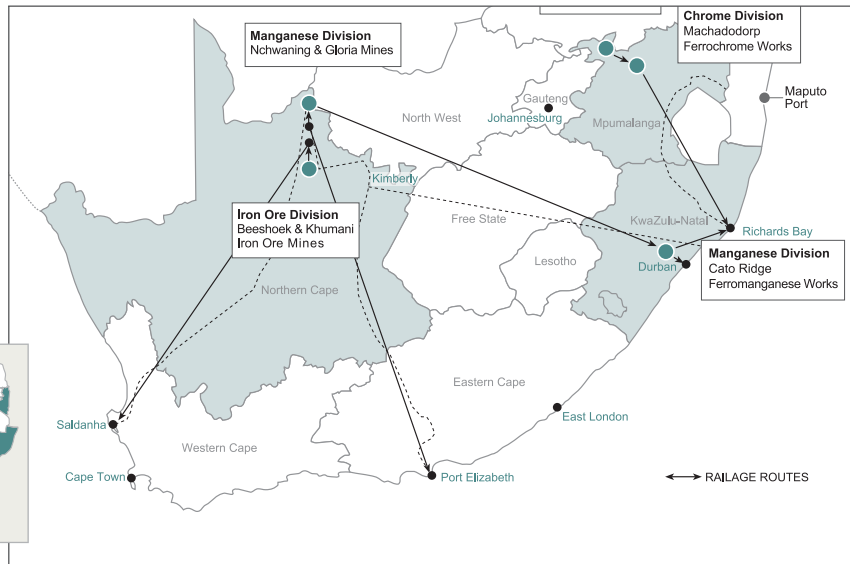 Chrome Division
Machadodorp
Ferrochrome Works
Manganese Division
Nchwaning & Gloria Mines
Maputo
Port
Gauteng
Johannesburg
North West
Mpumalanga
Kimberly
Iron Ore Division
Beeshoek & Khumani
Iron Ore Mines
Free State
KwaZulu-Natal
Richards Bay
Manganese Division
Cato Ridge
Ferromanganese Works
Lesotho
Durban
Northern Cape
Eastern Cape
East London
Saldanha
Western Cape
Cape Town
Port Elizabeth
RAILAGE ROUTES